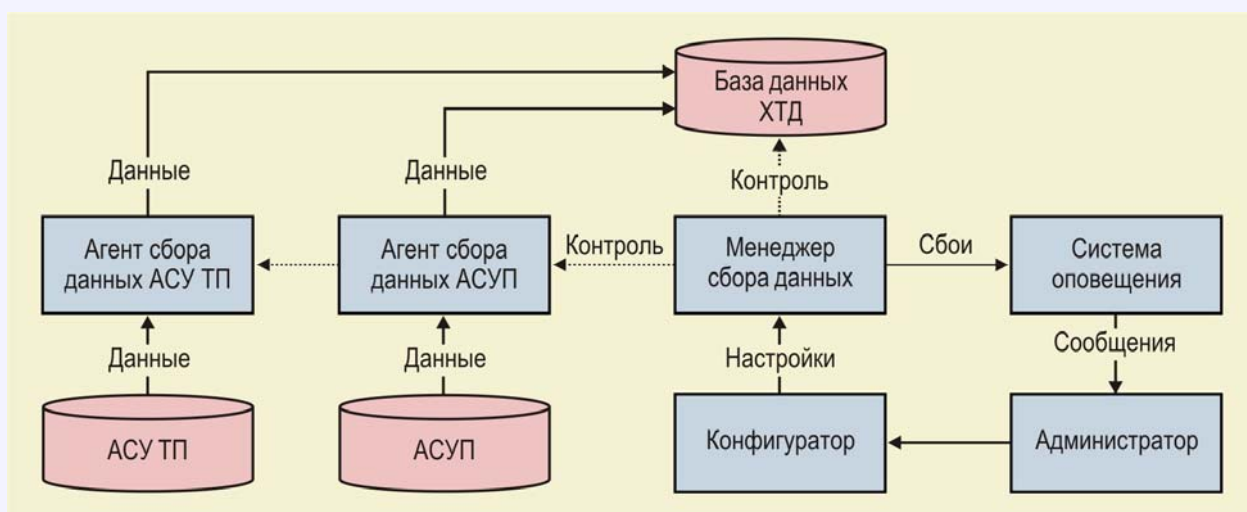 База данных
ХТД
Данные
Данные
Контроль
Агент сбора
данных АСУ ТП
Агент сбора
данных АСУП
Контроль
Менеджер
сбора данных
Сбои
Система
оповещения
Данные
Данные
Настройки
Сообщения
АСУ ТП
АСУП
Конфигуратор
Администратор